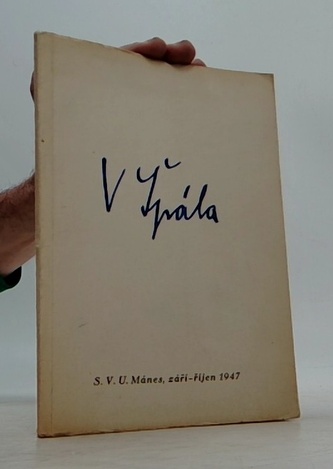 V Špála
S. V. U. Mánes, září-říjen 1947